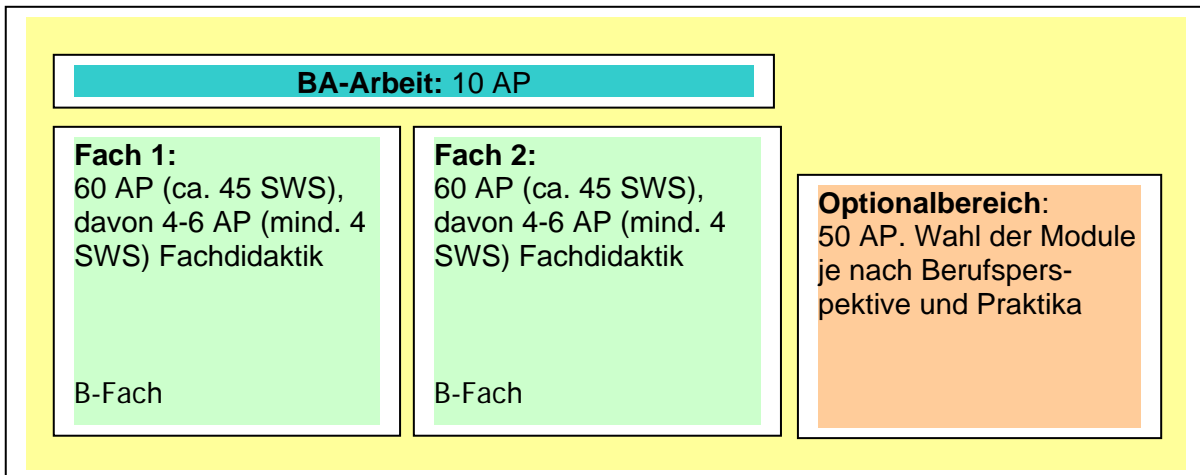 BA-Arbeit: 10 AP
Fach 1:
60 AP (ca. 45 SWS),
davon 4-6 AP (mind. 4
SWS) Fachdidaktik
B-Fach
Fach 2:
60 AP (ca. 45 SWS),
davon 4-6 AP (mind. 4
SWS) Fachdidaktik
B-Fach
Optionalbereich:
50 AP. Wahl der Module
je nach Berufspers-
pektive und Praktika